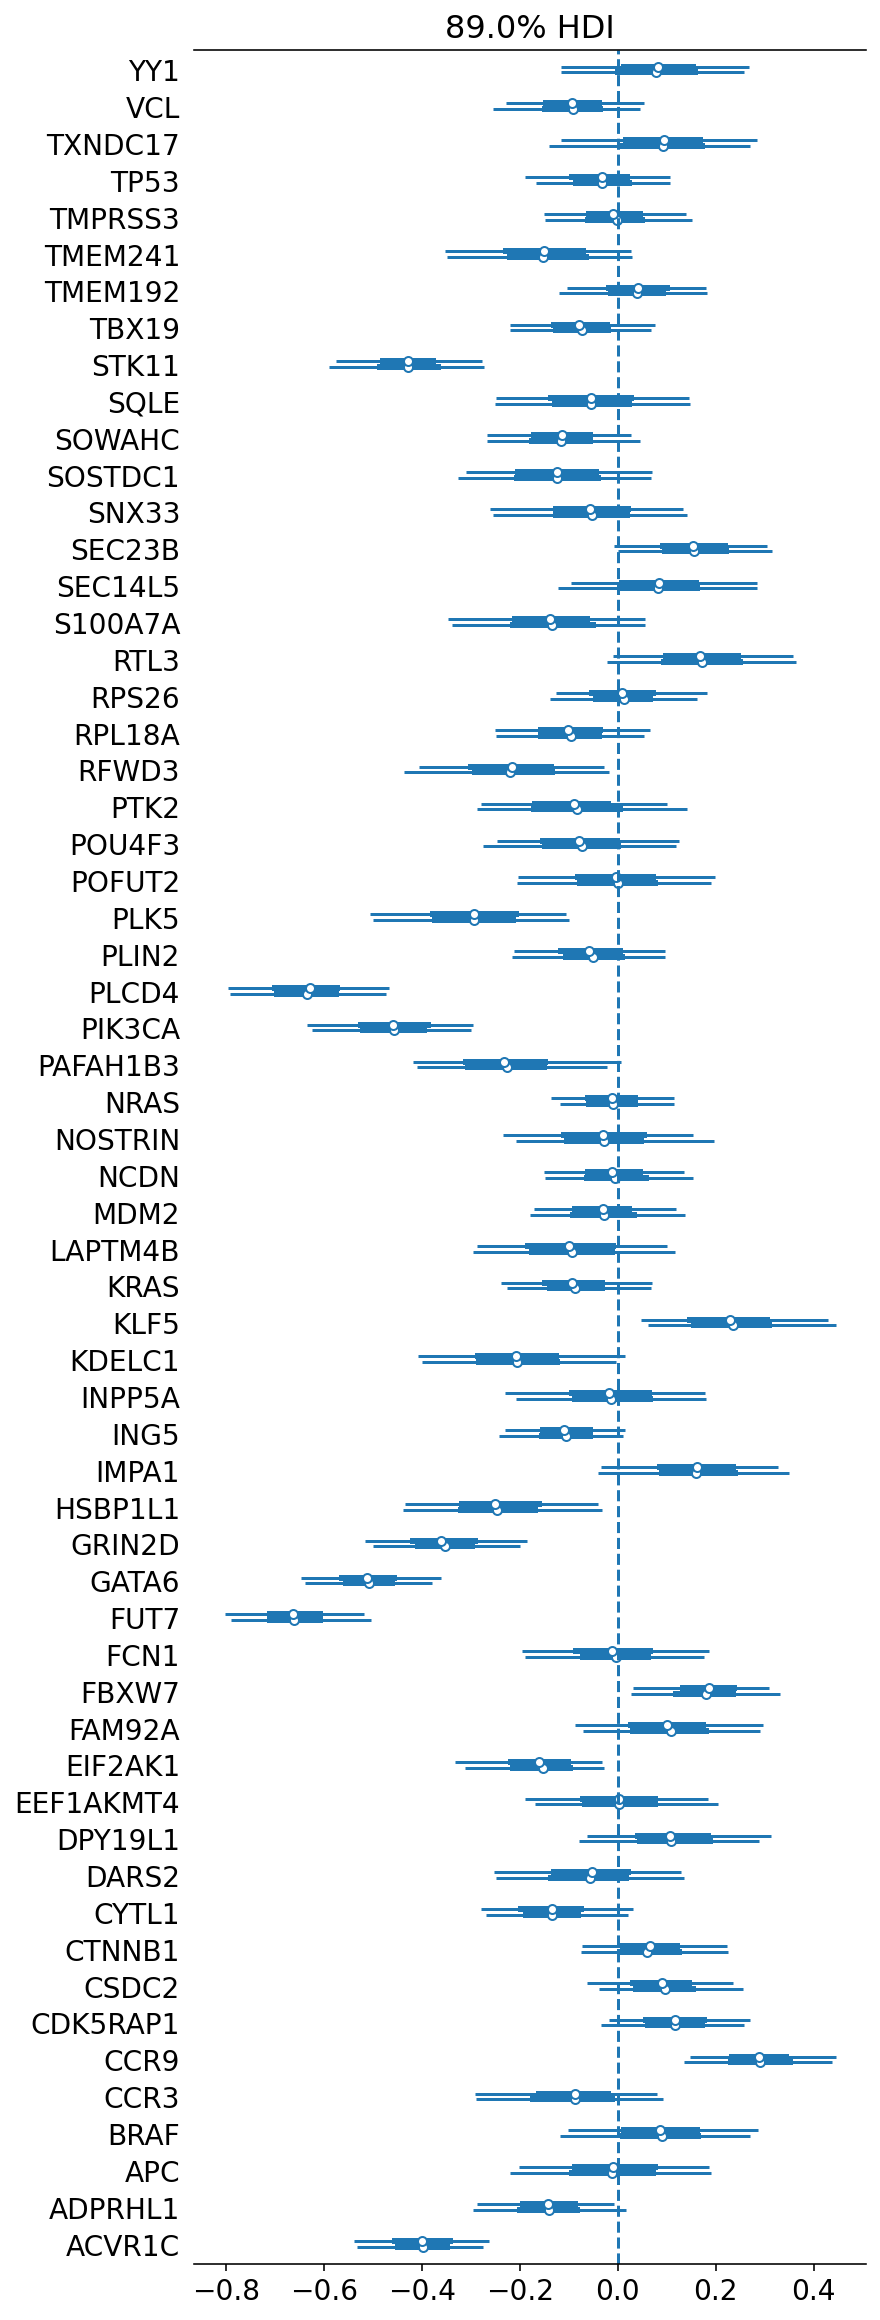 89.0% HDI
YY1
VCL
TXNDC17
TP53
TMPRSS3
TMEM241
TMEM192
TBX19
STK11
SQLE
SOWAHC
SOSTDC1
SNX33
SEC23B
SEC14L5
S100A7A
RTL3
RPS26
RPL18A
RFWD3
PTK2
POU4F3
POFUT2
PLK5
PLIN2
PLCD4
PIK3CA
PAFAH1B3
NRAS
NOSTRIN
NCDN
MDM2
LAPTM4B
KRAS
KLF5
KDELC1
INPP5A
ING5
IMPA1
HSBP1L1
GRIN2D
GATA6
FUT7
FCN1
FBXW7
FAM92A
EIF2AK1
EEF1AKMT4
DPY19L1
DARS2
CYTL1
CTNNB1
CSDC2
CDK5RAP1
CCR9
CCR3
BRAF
APC
ADPRHL1
ACVR1C
−0.8 −0.6 −0.4 −0.2 0.0 0.2 0.4